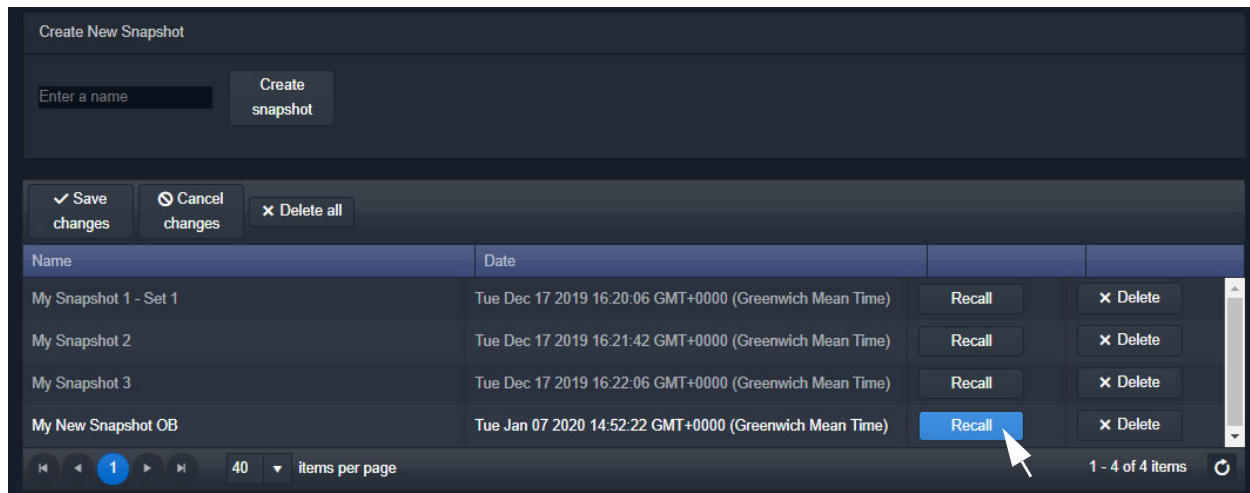 Create New Snapshot
Enter a name
Create
snapshot
Save
changes
Cancel
changes
Delete all
Name Date
My Snapshot 1 - Set 1 Tue Dec 17 2019 16:20:06 GMT+0000 (Greenwich Mean Time) Recall Delete
My Snapshot 2 Tue Dec 17 2019 16:21:42 GMT+0000 (Greenwich Mean Time) Recall Delete
My Snapshot 3 Tue Dec 17 2019 16:22:06 GMT+0000 (Greenwich Mean Time) Recall Delete
My New Snapshot OB Tue Jan 07 2020 14:52:22 GMT+0000 (Greenwich Mean Time) Recall Delete
1 40 items per page 1 - 4 of 4 items